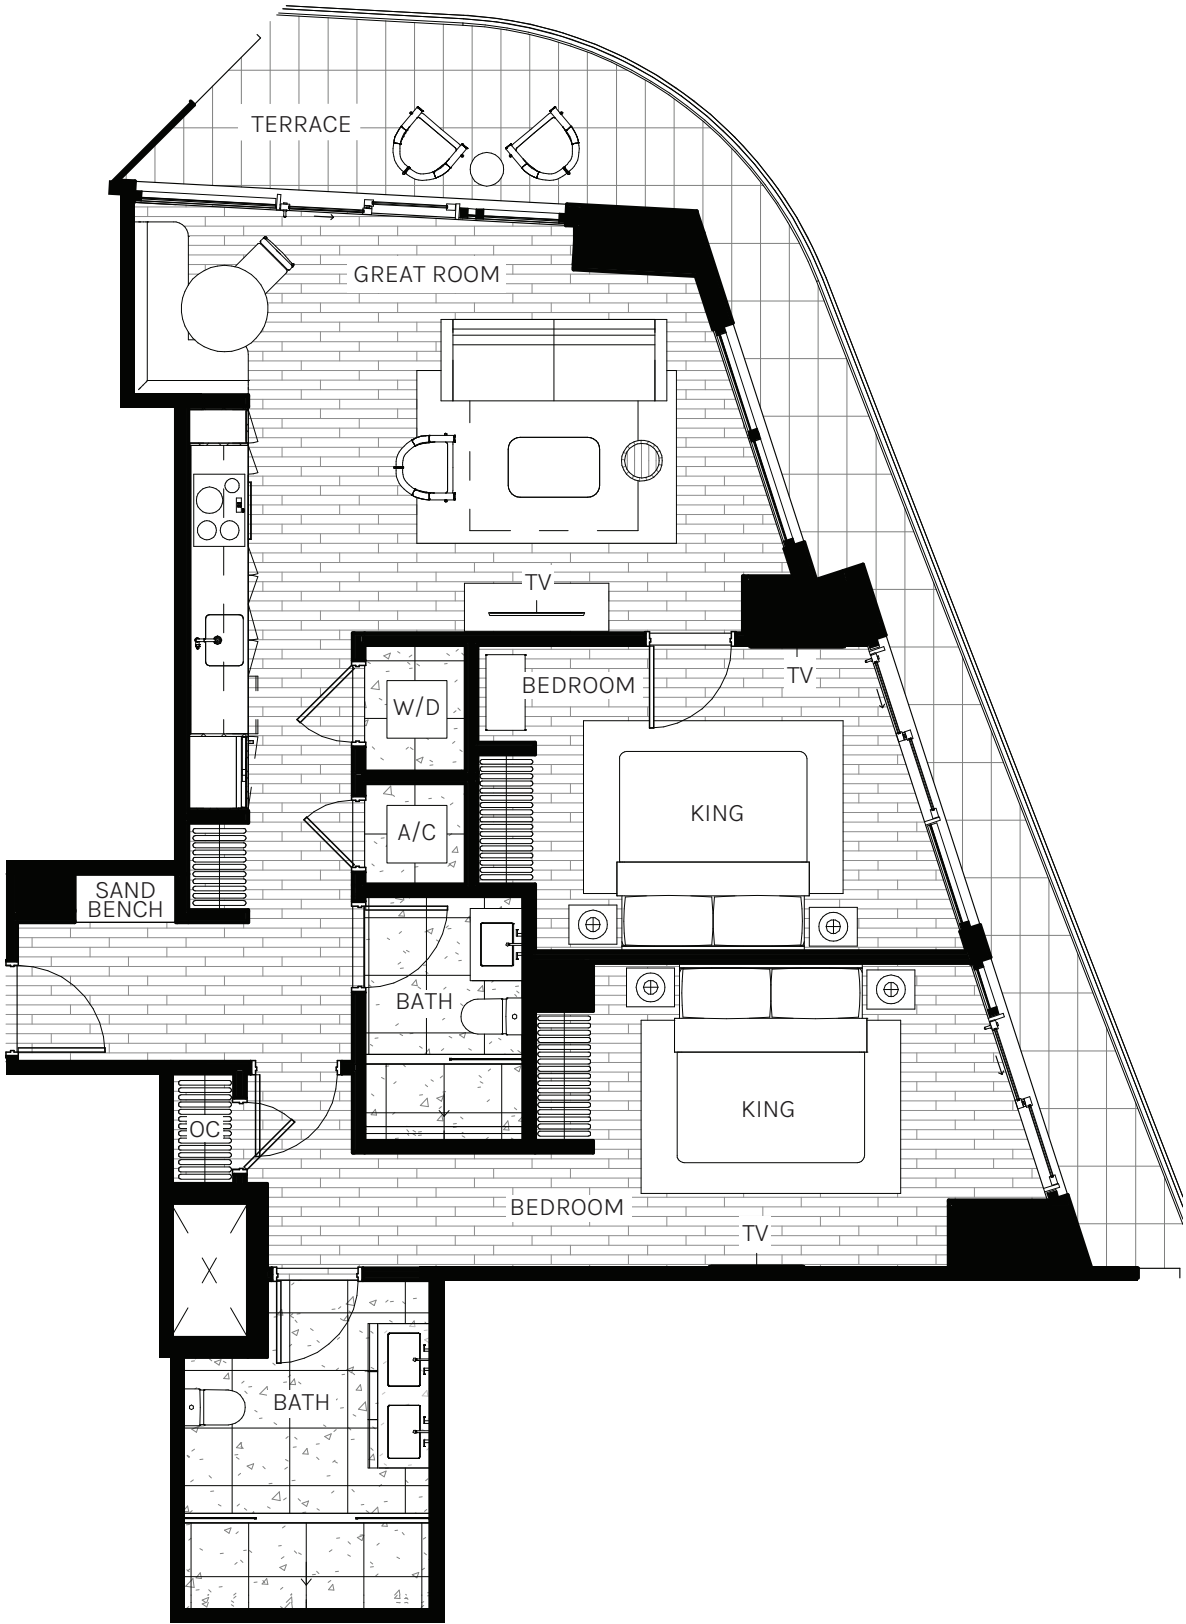 TERRACE
GREAT ROOM
TV
BEDROOM
TV
W/D
KING
A/C
SAND
BENCH
BATH
KING
OC
BEDROOM
TV
X
BATH